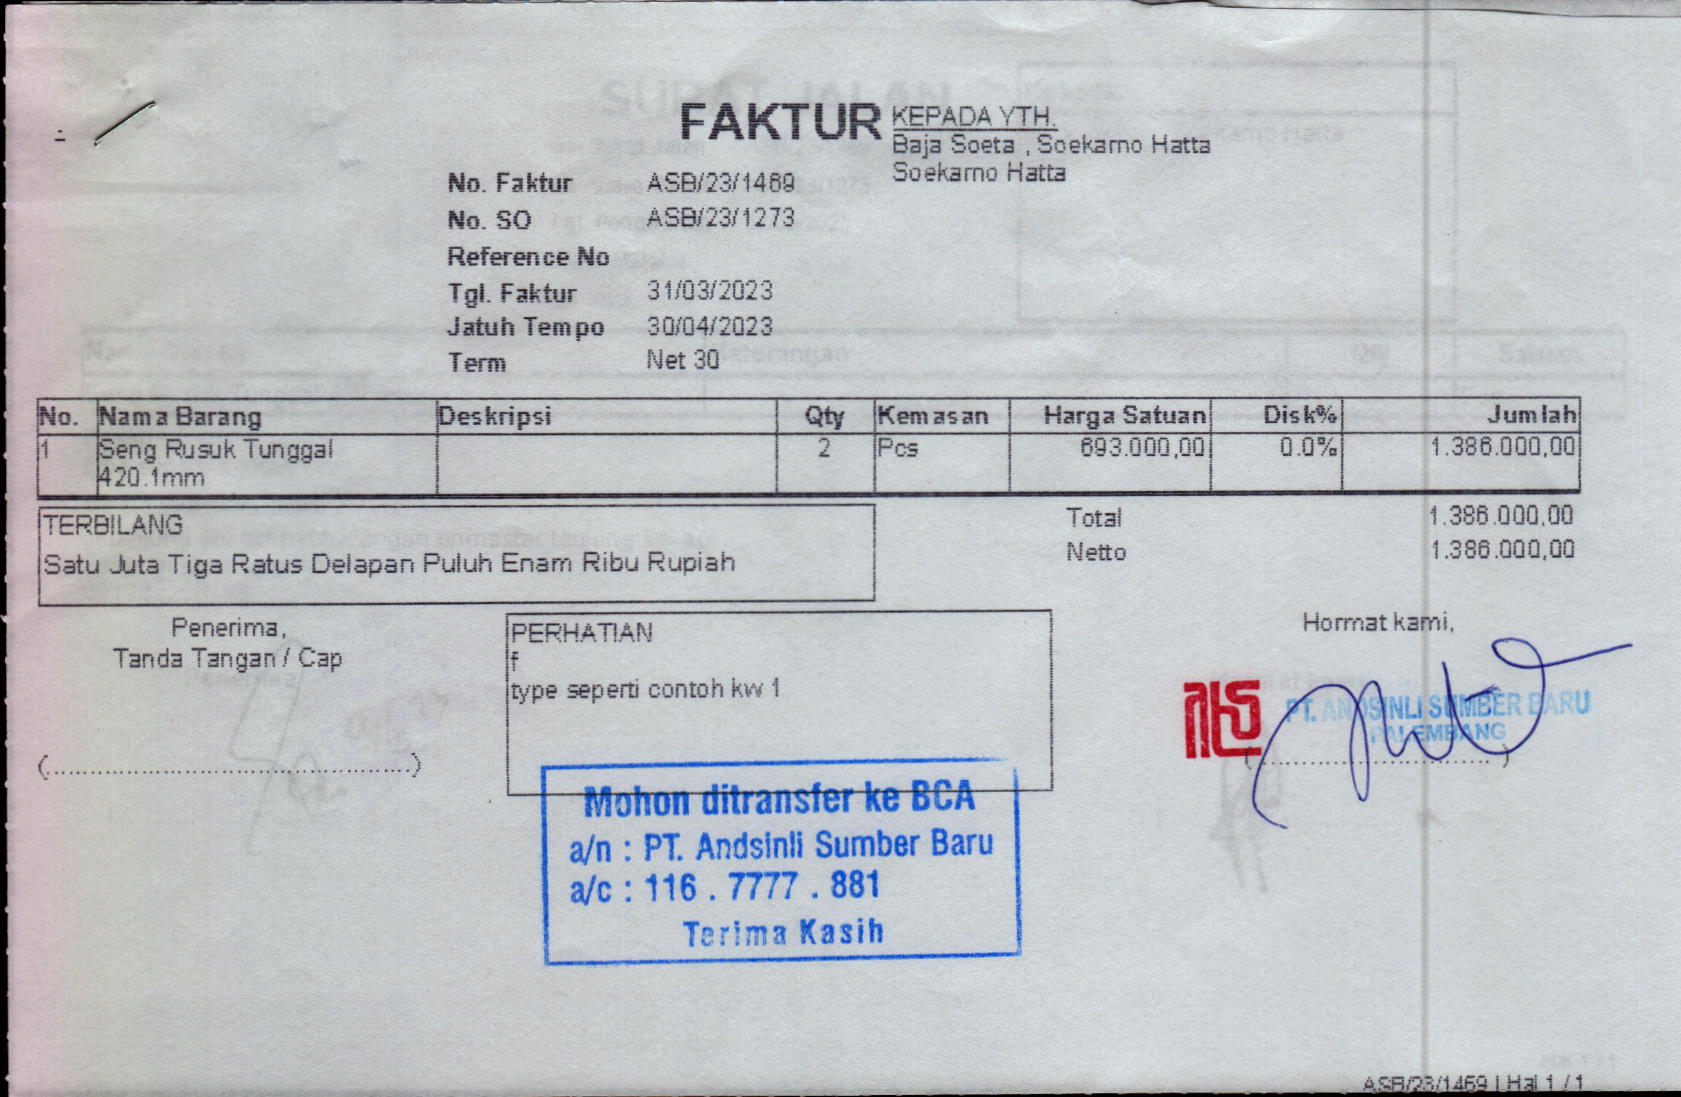 FAKTUR
KEPADA YTH.
Baja Soeta , Soekarno Hatta
Soekarno Hatta
No. Faktur ASB/23/1469
No. SO ASB/23/1273
Reference No
Tgl. Faktur 31/03/2023
Jatuh Tempo 30/04/2023
Term Net 30
No. Nama Barang Deskripsi Qty Kemasan Harga Satuan Disk% Jumlah
1 Seng Rusuk Tunggal 2 Pcs 693.000,00 0.0% 1.386.000,00
420.1mm
TERBILANG
Satu Juta Tiga Ratus Delapan Puluh Enam Ribu Rupiah
Total 1.386.000,00
Netto 1.386.000,00
Penerima,
Tanda Tangan / Cap
PERHATIAN
f
type seperti contoh kw 1
Hormat kami,
PT. ANDSINLI SUMBER BARU
PALEMBANG
Mohon ditransfer ke BCA
a/n : PT. Andsinli Sumber Baru
a/c : 116 . 7777 . 881
Terima Kasih
ASB/23/1469 | Hal 1 / 1